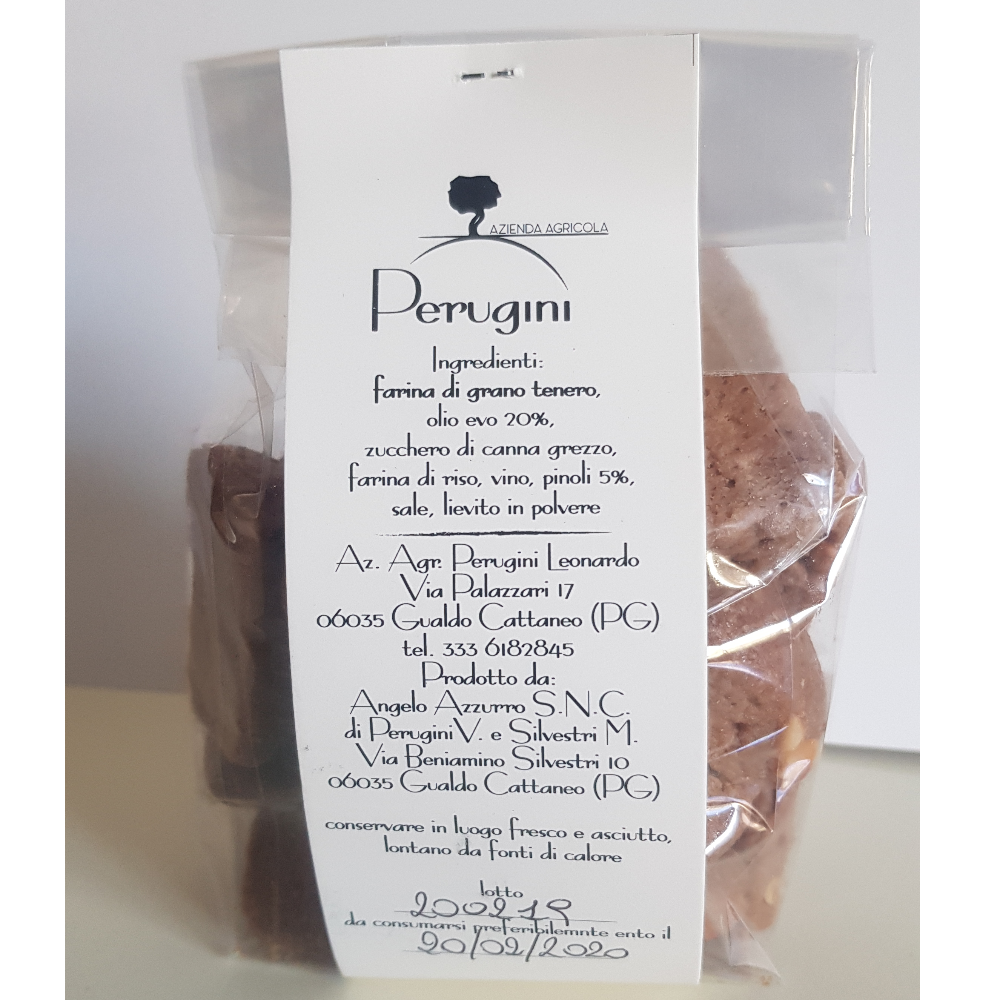 AZIENDA AGRICOLA
Perugini
Ingredienti:
farina di grano tenero,
olio evo 20%,
zucchero di canna grezzo,
farina di riso, vino, pinoli 5%,
sale, lievito in polvere
Az. Agr. Perugini Leonardo
Via Palazzari 17
06035 Gualdo Cattaneo (PG)
tel. 333 6182845
Prodotto da:
Angelo Azzurro S.N.C.
di Perugini V. e Silvestri M.
Via Beniamino Silvestri 10
06035 Gualdo Cattaneo (PG)
conservare in luogo fresco e asciutto,
lontano da fonti di calore
lotto
200219
da consumarsi preferibilemnte ento il
20/02/2020